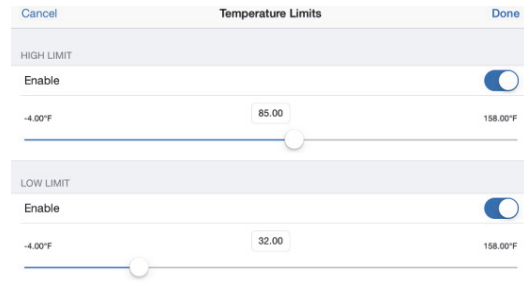 Cancel Temperature Limits Done
HIGH LIMIT
Enable
-4.00°F 85.00 158.00°F
LOW LIMIT
Enable
-4.00°F 32.00 158.00°F